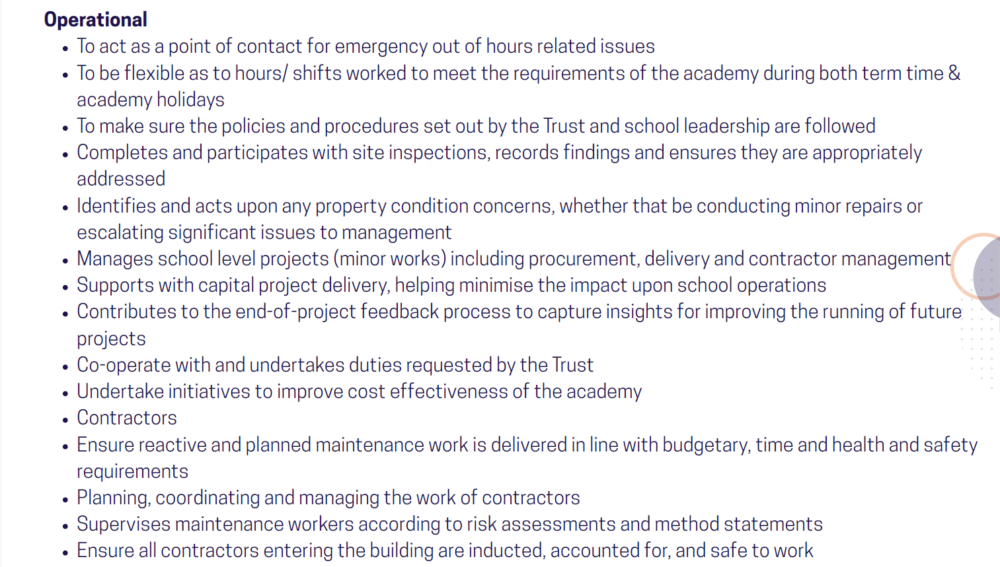 Operational
• To act as a point of contact for emergency out of hours related issues
• To be flexible as to hours/ shifts worked to meet the requirements of the academy during both term time &
academy holidays
• To make sure the policies and procedures set out by the Trust and school leadership are followed
• Completes and participates with site inspections, records findings and ensures they are appropriately
addressed
• Identifies and acts upon any property condition concerns, whether that be conducting minor repairs or
escalating significant issues to management
• Manages school level projects (minor works) including procurement, delivery and contractor management
• Supports with capital project delivery, helping minimise the impact upon school operations
• Contributes to the end-of-project feedback process to capture insights for improving the running of future
projects
• Co-operate with and undertakes duties requested by the Trust
• Undertake initiatives to improve cost effectiveness of the academy
• Contractors
• Ensure reactive and planned maintenance work is delivered in line with budgetary, time and health and safety
requirements
• Planning, coordinating and managing the work of contractors
• Supervises maintenance workers according to risk assessments and method statements
• Ensure all contractors entering the building are inducted, accounted for, and safe to work